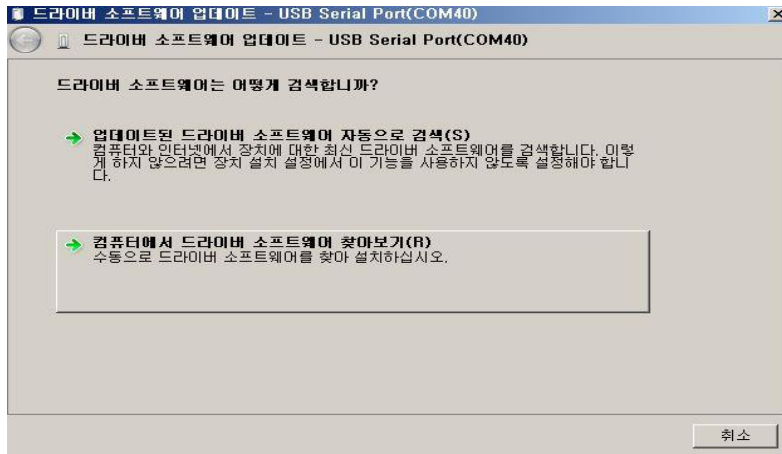 드라이버 소프트웨어 업데이트 - USB Serial Port(COM40)
드라이버 소프트웨어 업데이트 - USB Serial Port(COM40)
드라이버 소프트웨어는 어떻게 검색합니까?
업데이트된 드라이버 소프트웨어 자동으로 검색(S)
컴퓨터와 인터넷에서 장치에 대한 최신 드라이버 소프트웨어를 검색합니다. 이렇
게 하지 않으려면 장치 설치 설정에서 이 기능을 사용하지 않도록 설정해야 합니
다.
컴퓨터에서 드라이버 소프트웨어 찾아보기(R)
수동으로 드라이버 소프트웨어를 찾아 설치하십시오.
취소